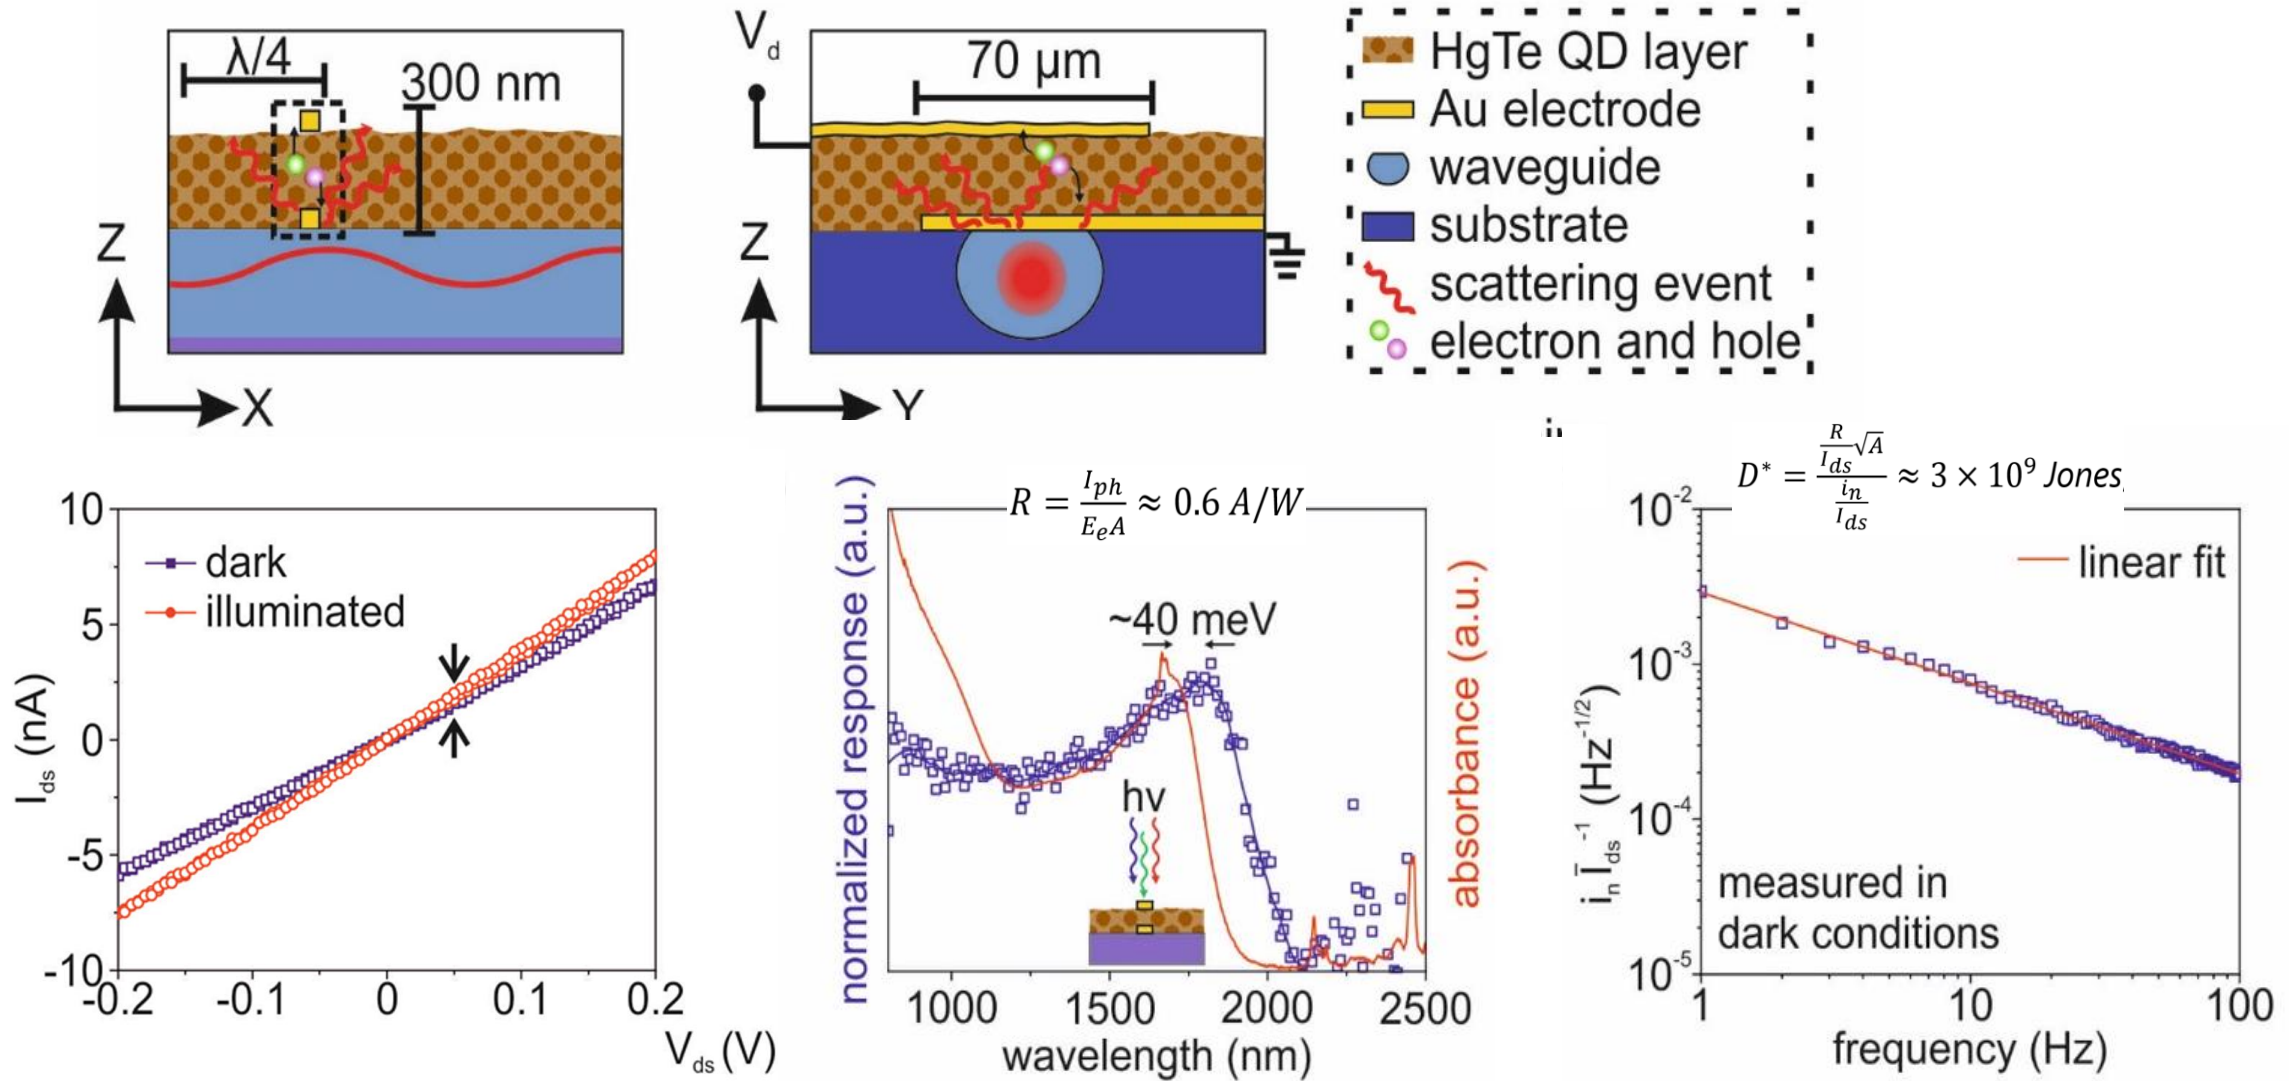 λ/4
300 nm
Z
X
V_d
70 µm
Z
Y
HgTe QD layer
Au electrode
waveguide
substrate
scattering event
electron and hole
10
5
0
-5
-10
-0.2
-0.1
0
0.1
0.2
I_ds (nA)
V_ds (V)
dark
illuminated
R = I_ph / E_e A ≈ 0.6 A/W
normalized response (a.u.)
absorbance (a.u.)
~40 meV
hν
1000
1500
2000
2500
wavelength (nm)
D* = (R/I_ds √A) / (i_n/I_ds) ≈ 3 × 10^9 Jones
10^-2
10^-3
10^-4
10^-5
i_n Ī_ds^-1 (Hz^-1/2)
linear fit
measured in
dark conditions
1
10
100
frequency (Hz)